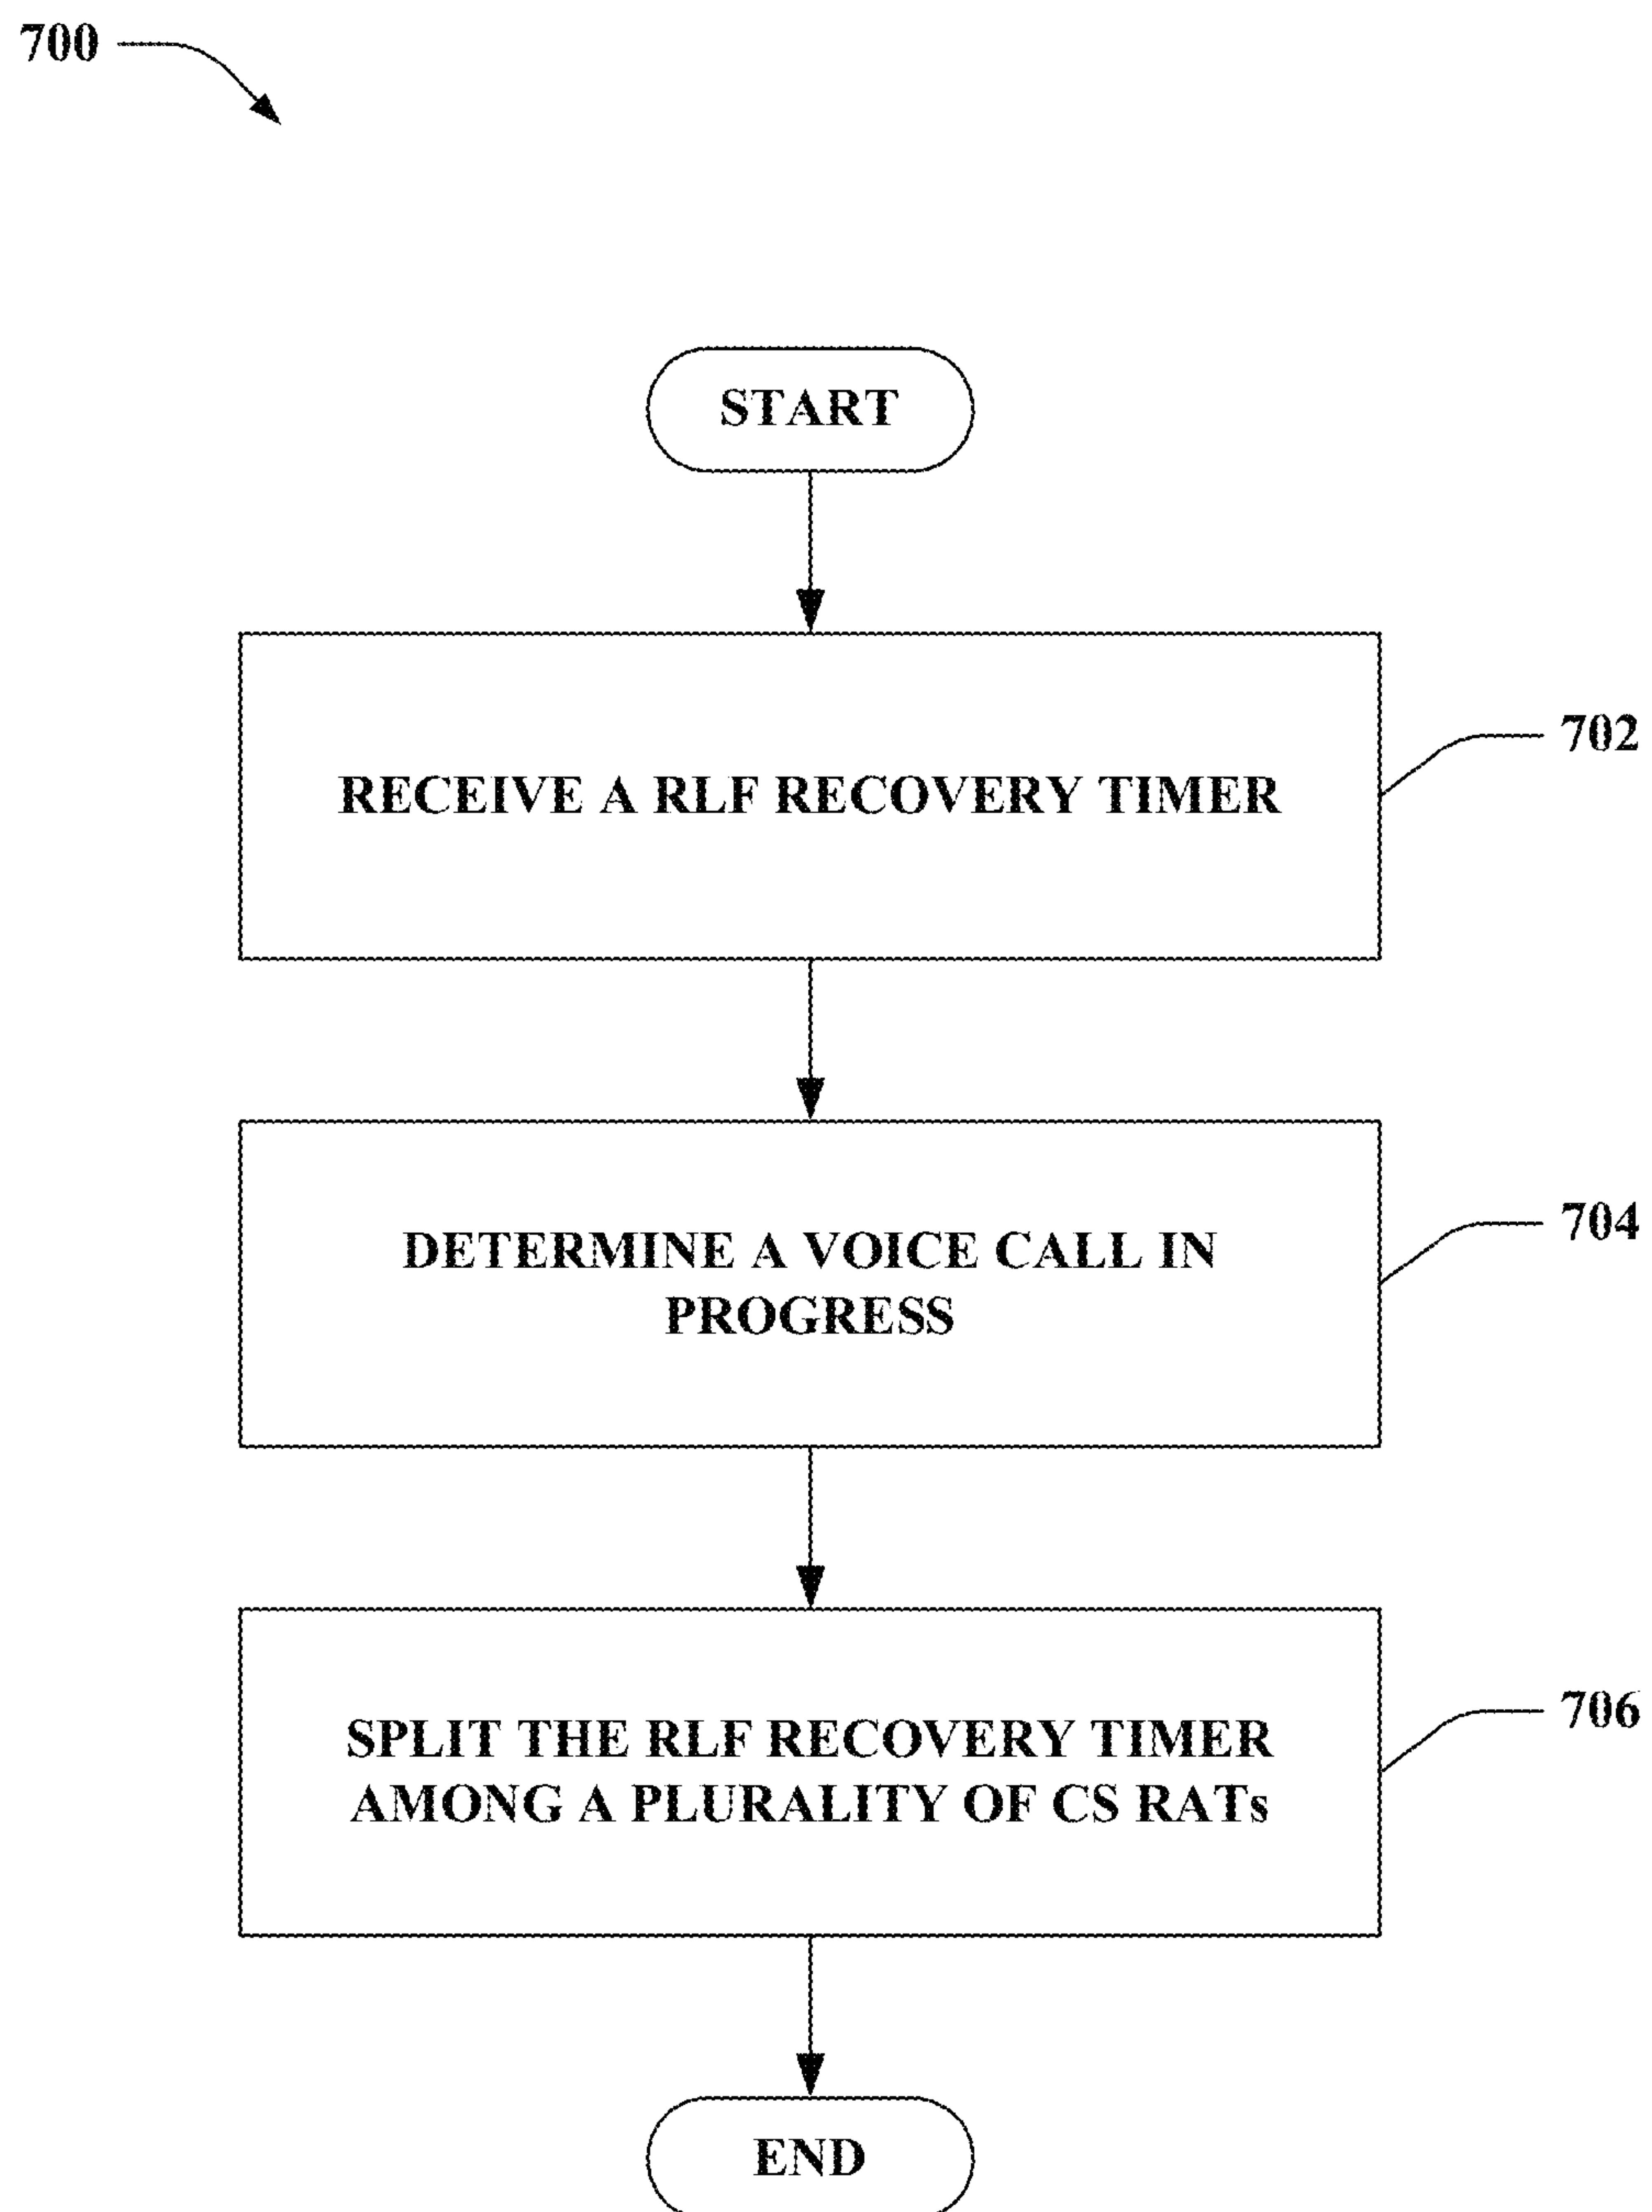 700
START
RECEIVE A RLF RECOVERY TIMER
702
DETERMINE A VOICE CALL IN
PROGRESS
704
SPLIT THE RLF RECOVERY TIMER
AMONG A PLURALITY OF CS RATs
706
END